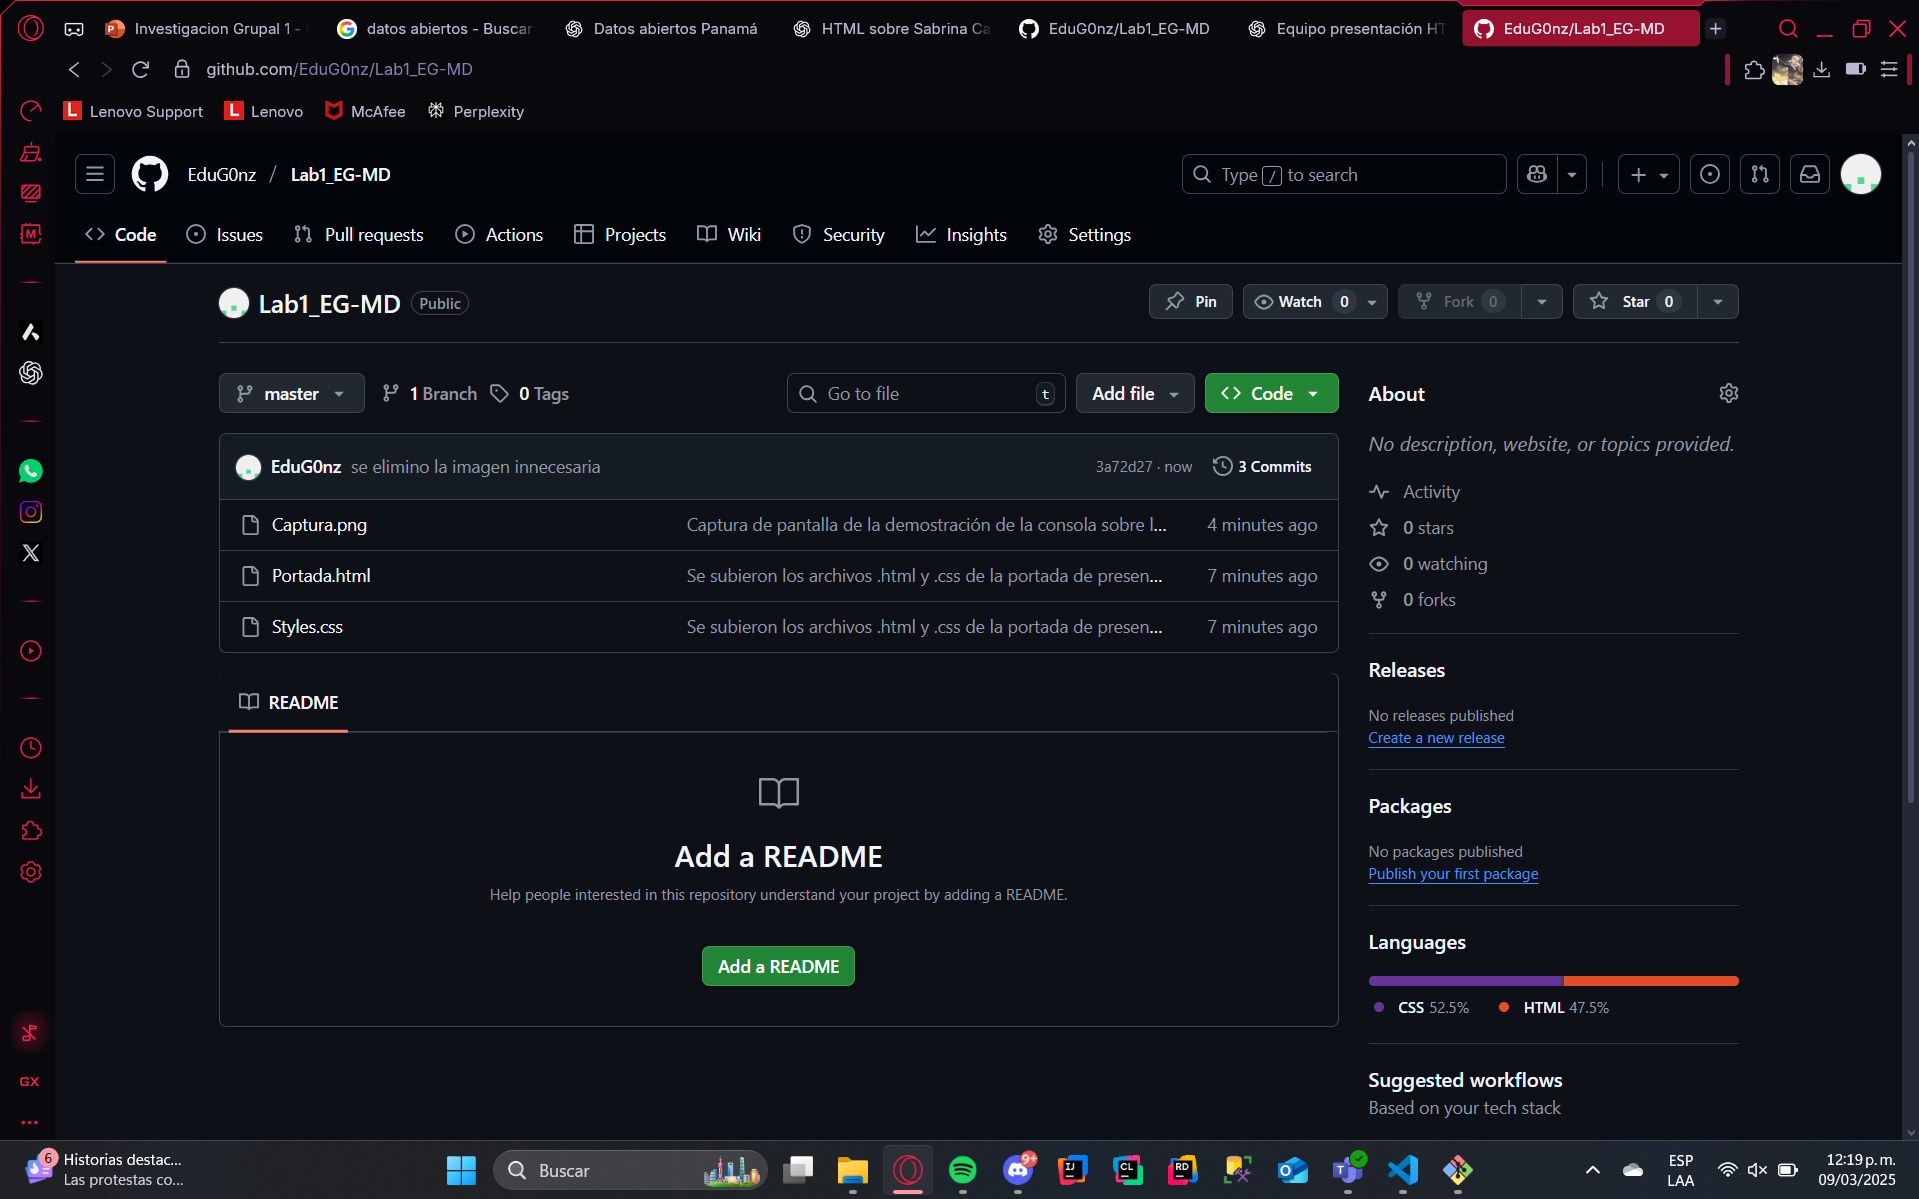 Investigacion Grupal 1 -
datos abiertos - Buscar
Datos abiertos Panamá
HTML sobre Sabrina Ca
EduG0nz/Lab1_EG-MD
Equipo presentación HT
EduG0nz/Lab1_EG-MD
github.com/EduG0nz/Lab1_EG-MD
Lenovo Support
Lenovo
McAfee
Perplexity
EduG0nz / Lab1_EG-MD
Type / to search
Code
Issues
Pull requests
Actions
Projects
Wiki
Security
Insights
Settings
Lab1_EG-MD Public
Pin
Watch 0
Fork 0
Star 0
master
1 Branch
0 Tags
Go to file t
Add file
Code
EduG0nz se elimino la imagen innecesaria 3a72d27 · now 3 Commits
Captura.png Captura de pantalla de la demostración de la consola sobre l... 4 minutes ago
Portada.html Se subieron los archivos .html y .css de la portada de presen... 7 minutes ago
Styles.css Se subieron los archivos .html y .css de la portada de presen... 7 minutes ago
README
Add a README
Help people interested in this repository understand your project by adding a README.
Add a README
About
No description, website, or topics provided.
Activity
0 stars
0 watching
0 forks
Releases
No releases published
Create a new release
Packages
No packages published
Publish your first package
Languages
CSS 52.5% HTML 47.5%
Suggested workflows
Based on your tech stack
GX
6
Historias destac...
Las protestas co...
Buscar
9+
IJ
CL
RD
ESP
LAA
12:19 p. m.
09/03/2025